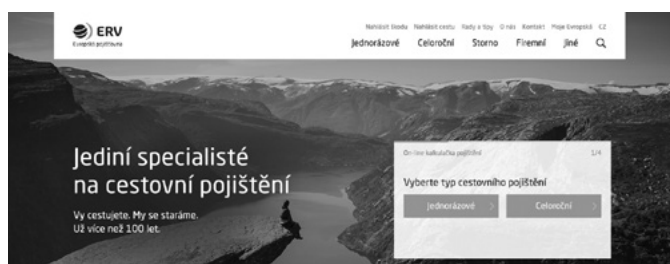 ERV
Evropská pojišťovna
Nahlásit škodu Nahlásit cestu Rady a tipy O nás Kontakt Moje Evropská CZ
Jednorázové Celoroční Storno Firemní Jiné
Jediní specialisté
na cestovní pojištění
Vy cestujete. My se staráme.
Už více než 100 let.
On-line kalkulačka pojištění 1/4
Vyberte typ cestovního pojištění
Jednorázové Celoroční